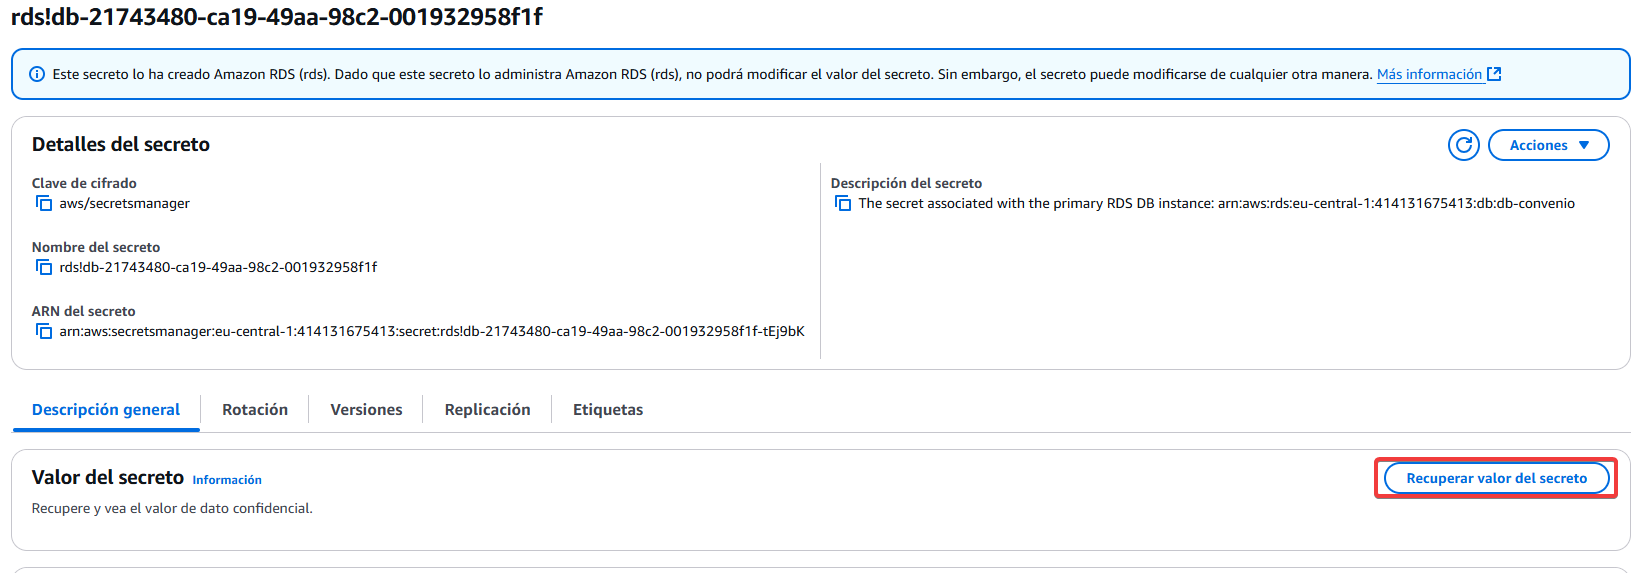 rds!db-21743480-ca19-49aa-98c2-001932958f1f
Este secreto lo ha creado Amazon RDS (rds). Dado que este secreto lo administra Amazon RDS (rds), no podrá modificar el valor del secreto. Sin embargo, el secreto puede modificarse de cualquier otra manera. Más información
Detalles del secreto
Acciones
Clave de cifrado
aws/secretsmanager
Descripción del secreto
The secret associated with the primary RDS DB instance: arn:aws:rds:eu-central-1:414131675413:db:db-convenio
Nombre del secreto
rds!db-21743480-ca19-49aa-98c2-001932958f1f
ARN del secreto
arn:aws:secretsmanager:eu-central-1:414131675413:secret:rds!db-21743480-ca19-49aa-98c2-001932958f1f-tEj9bK
Descripción general Rotación Versiones Replicación Etiquetas
Valor del secreto Información
Recuperar valor del secreto
Recupere y vea el valor de dato confidencial.